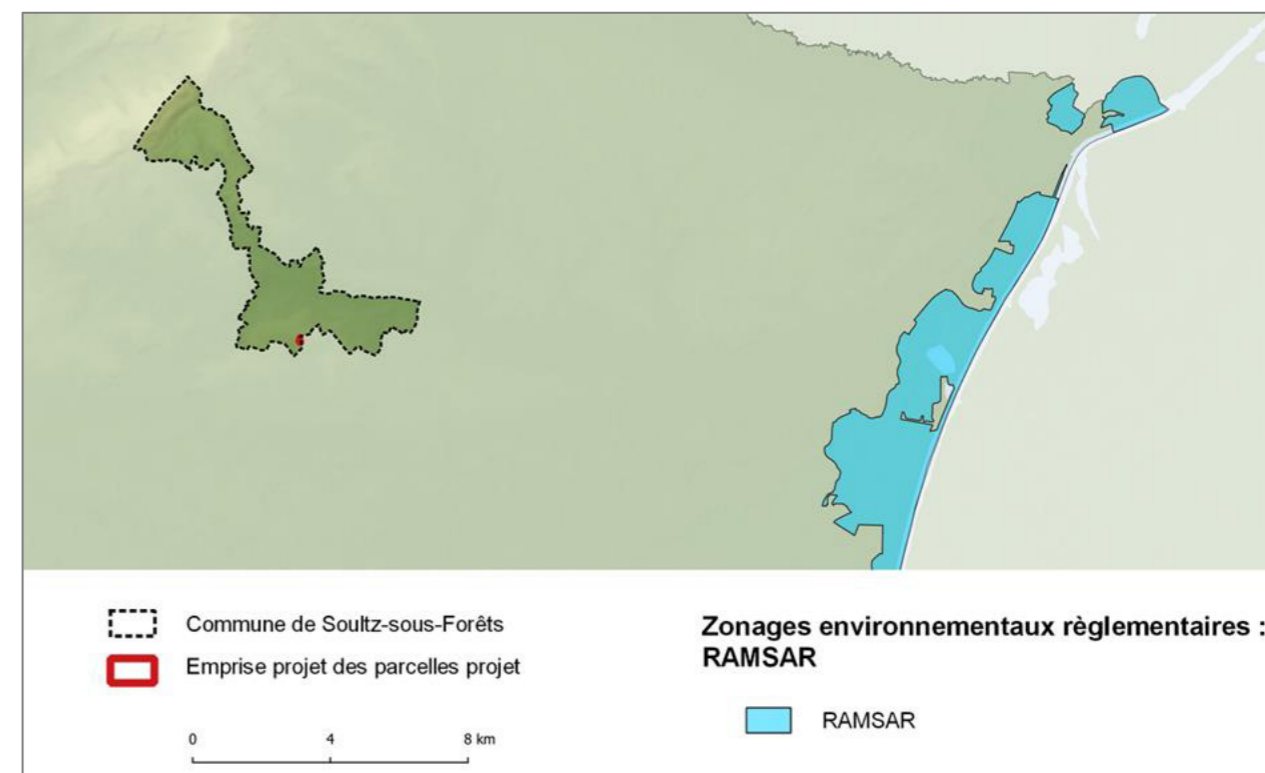 Commune de Soultz-sous-Forêts
Emprise projet des parcelles projet
0 4 8 km
Zonages environnementaux règlementaires :
RAMSAR
RAMSAR